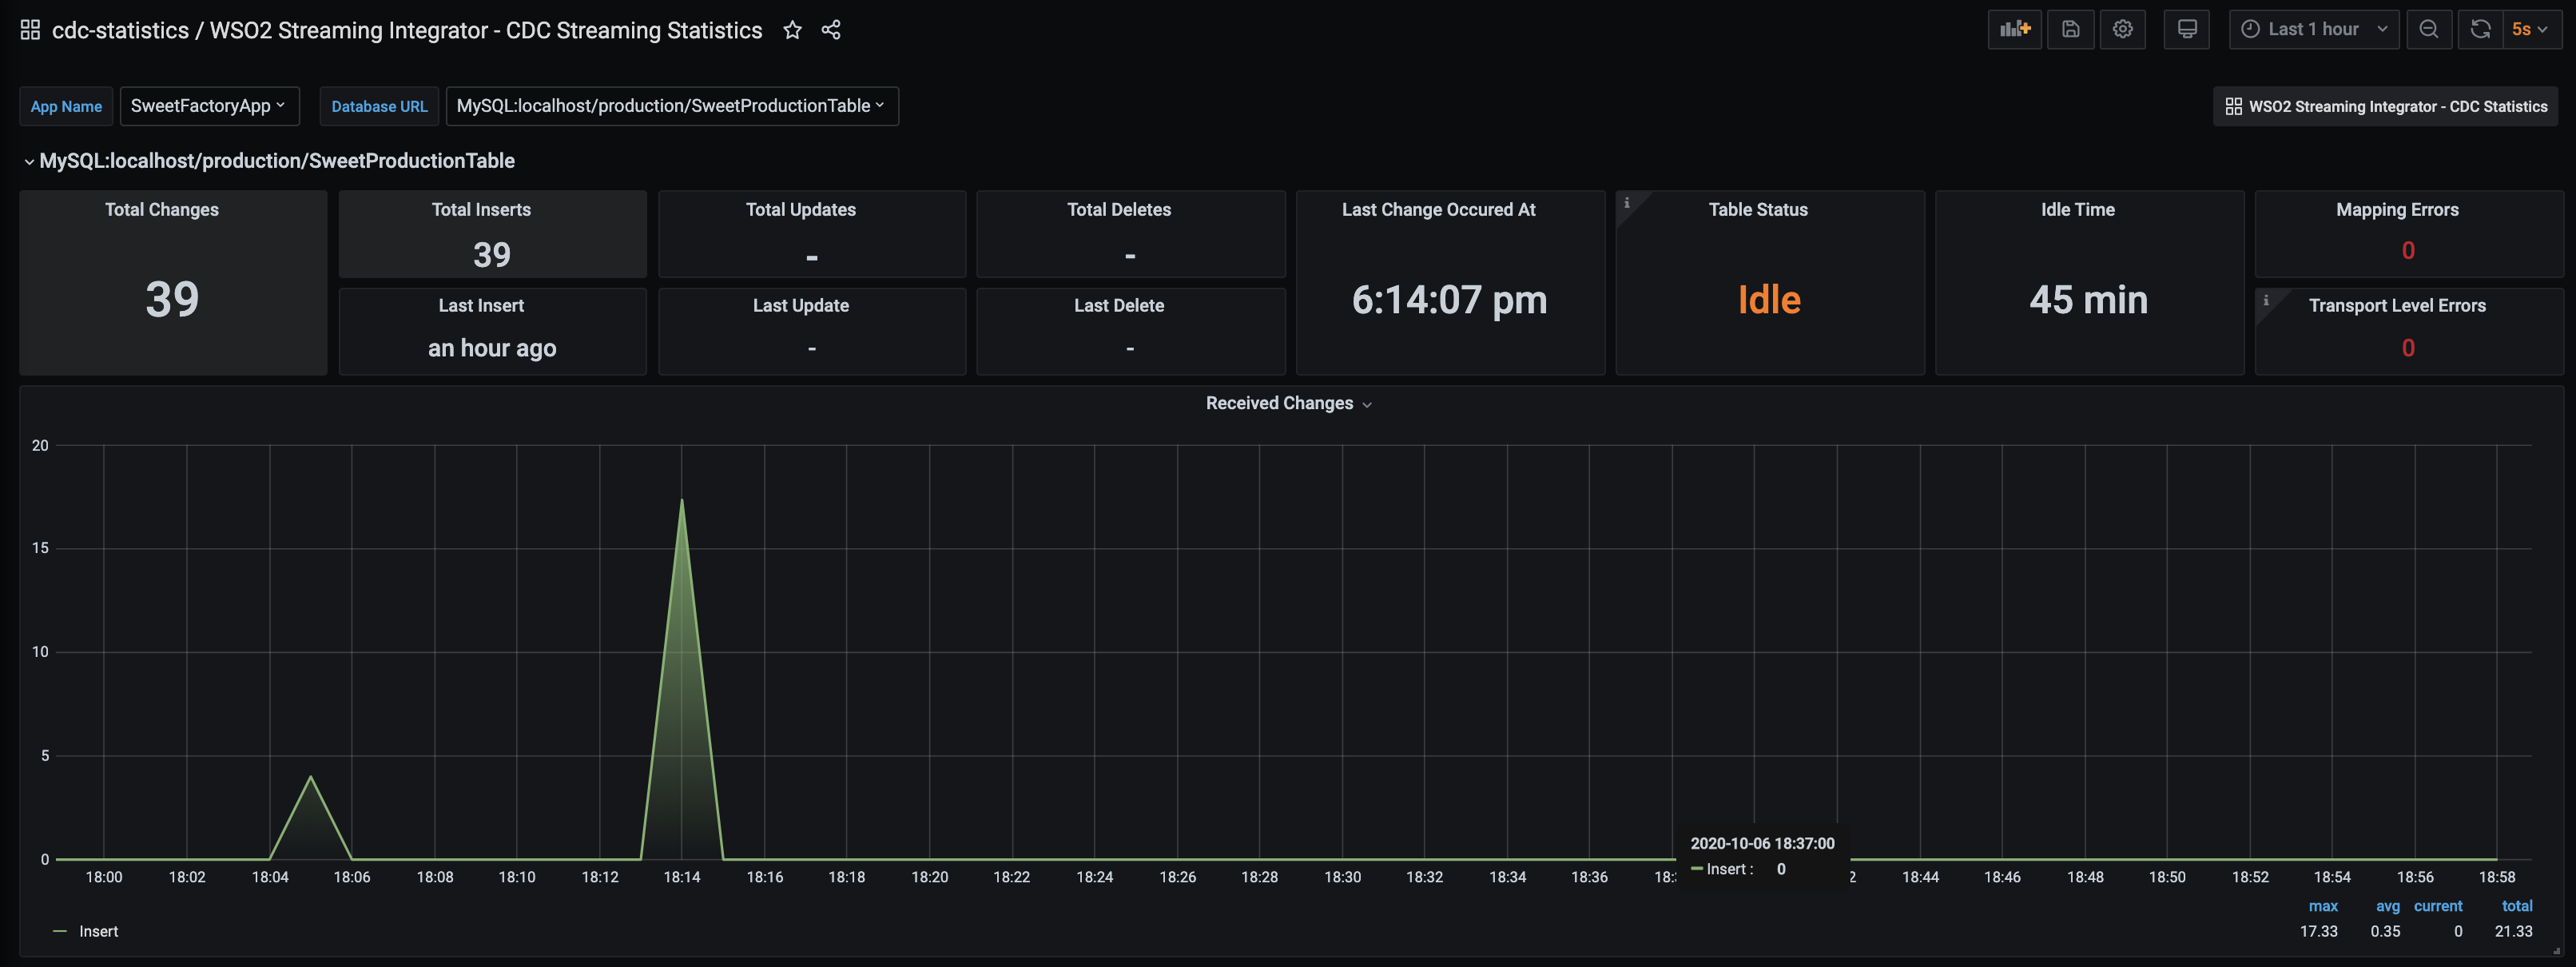 cdc-statistics / WSO2 Streaming Integrator - CDC Streaming Statistics
Last 1 hour
5s
App Name
SweetFactoryApp
Database URL
MySQL:localhost/production/SweetProductionTable
WSO2 Streaming Integrator - CDC Statistics
MySQL:localhost/production/SweetProductionTable
Total Changes
39
Total Inserts
39
Last Insert
an hour ago
Total Updates
-
Last Update
-
Total Deletes
-
Last Delete
-
Last Change Occured At
6:14:07 pm
Table Status
Idle
Idle Time
45 min
Mapping Errors
0
Transport Level Errors
0
Received Changes
20
15
10
5
0
18:00 18:02 18:04 18:06 18:08 18:10 18:12 18:14 18:16 18:18 18:20 18:22 18:24 18:26 18:28 18:30 18:32 18:34 18:36 18:44 18:46 18:48 18:50 18:52 18:54 18:56 18:58
2020-10-06 18:37:00
Insert : 0
max avg current total
Insert 17.33 0.35 0 21.33